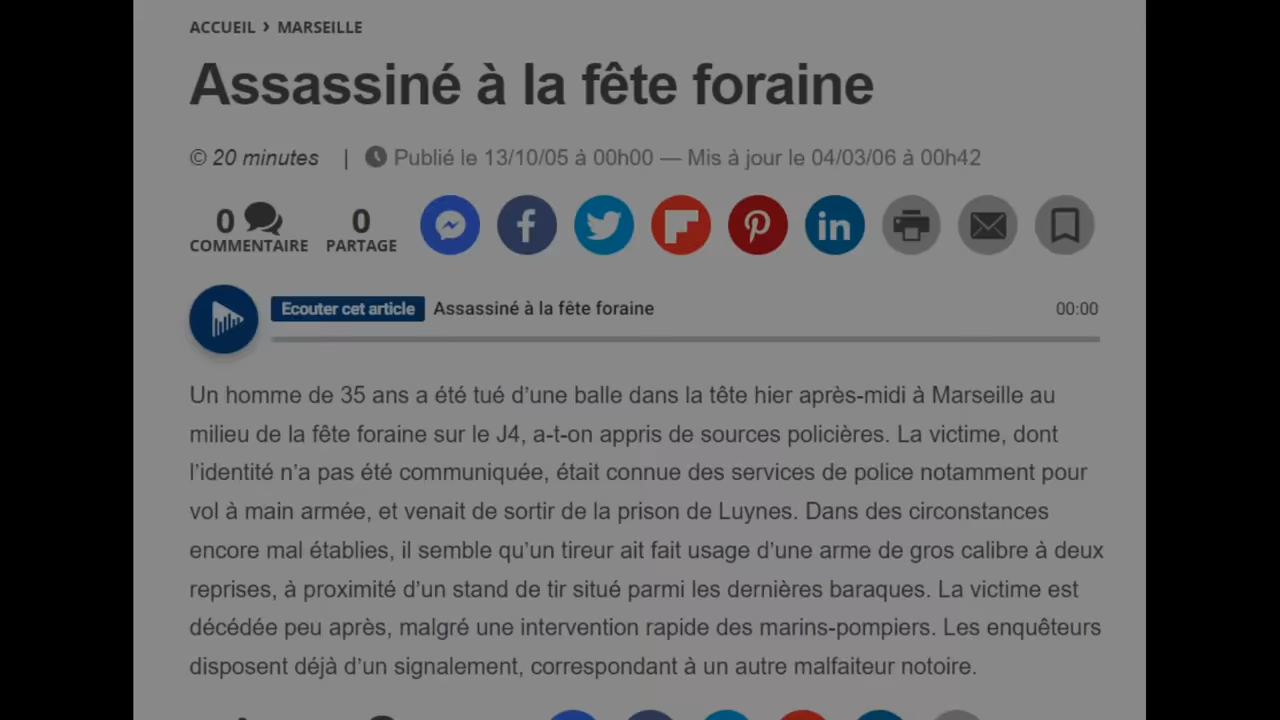 ACCUEIL › MARSEILLE
Assassiné à la fête foraine
© 20 minutes | Publié le 13/10/05 à 00h00 — Mis à jour le 04/03/06 à 00h42
0 0
COMMENTAIRE PARTAGE
Ecouter cet article Assassiné à la fête foraine 00:00
Un homme de 35 ans a été tué d’une balle dans la tête hier après-midi à Marseille au
milieu de la fête foraine sur le J4, a-t-on appris de sources policières. La victime, dont
l’identité n’a pas été communiquée, était connue des services de police notamment pour
vol à main armée, et venait de sortir de la prison de Luynes. Dans des circonstances
encore mal établies, il semble qu’un tireur ait fait usage d’une arme de gros calibre à deux
reprises, à proximité d’un stand de tir situé parmi les dernières baraques. La victime est
décédée peu après, malgré une intervention rapide des marins-pompiers. Les enquêteurs
disposent déjà d’un signalement, correspondant à un autre malfaiteur notoire.